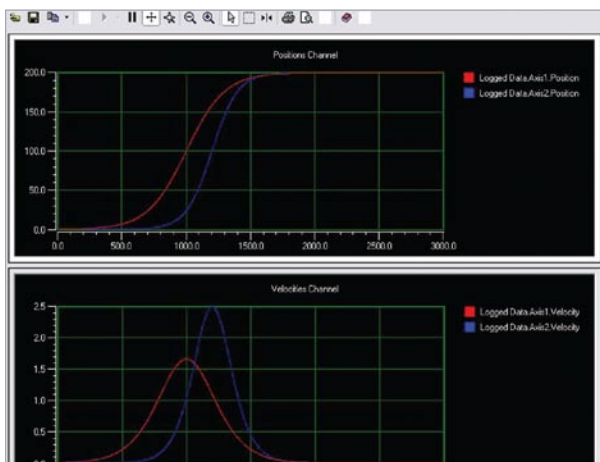 Positions Channel
200.0
150.0
100.0
50.0
0.0
0.0 500.0 1000.0 1500.0 2000.0 2500.0 3000.0
Logged Data.Axis1.Position
Logged Data.Axis2.Position
Velocities Channel
2.5
2.0
1.5
1.0
0.5
0.0
Logged Data.Axis1.Velocity
Logged Data.Axis2.Velocity